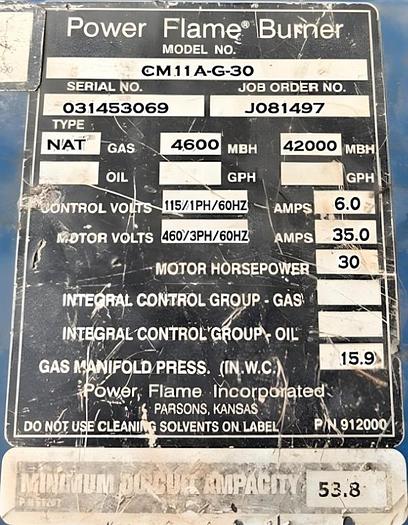 Power Flame® Burner
MODEL NO.
CM11A-G-30
SERIAL NO. JOB ORDER NO.
031453069 J081497
TYPE
NAT GAS 4600 MBH 42000 MBH
OIL GPH GPH
CONTROL VOLTS 115/1PH/60HZ AMPS 6.0
MOTOR VOLTS 460/3PH/60HZ AMPS 35.0
MOTOR HORSEPOWER 30
INTEGRAL CONTROL GROUP - GAS
INTEGRAL CONTROL GROUP - OIL
GAS MANIFOLD PRESS. (IN.W.C.) 15.9
Power Flame Incorporated
PARSONS, KANSAS
DO NOT USE CLEANING SOLVENTS ON LABEL P/N 912000
MINIMUM CIRCUIT AMPACITY 53.8